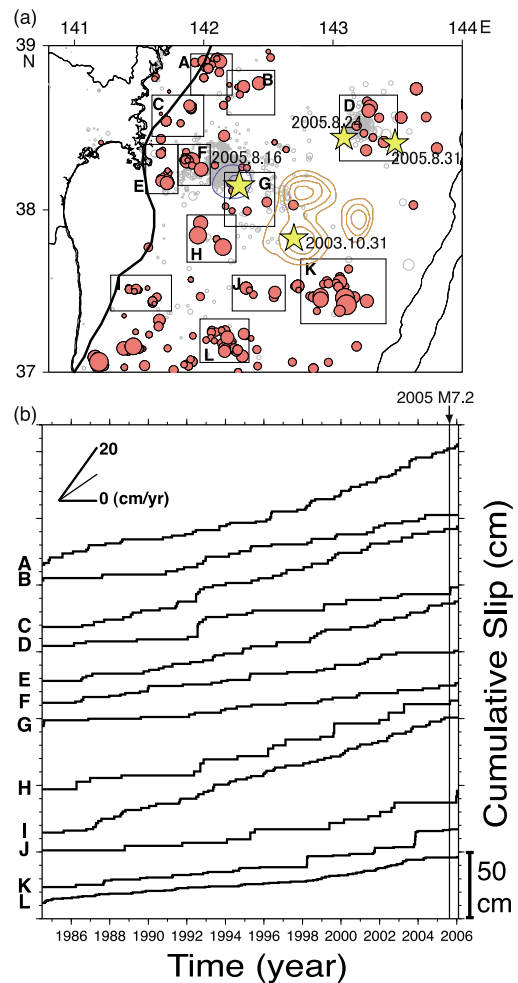 (a)
141 142 143 144E
39
N
A
B
C
D
2005.8.24
F
2005.8.16
2005.8.31
E
G
38
2003.10.31
H
K
I
J
L
37
(b)
2005 M7.2
20
0 (cm/yr)
A
B
C
D
E
F
G
H
I
J
K
L
Cumulative Slip (cm)
50
cm
1986 1988 1990 1992 1994 1996 1998 2000 2002 2004 2006
Time (year)